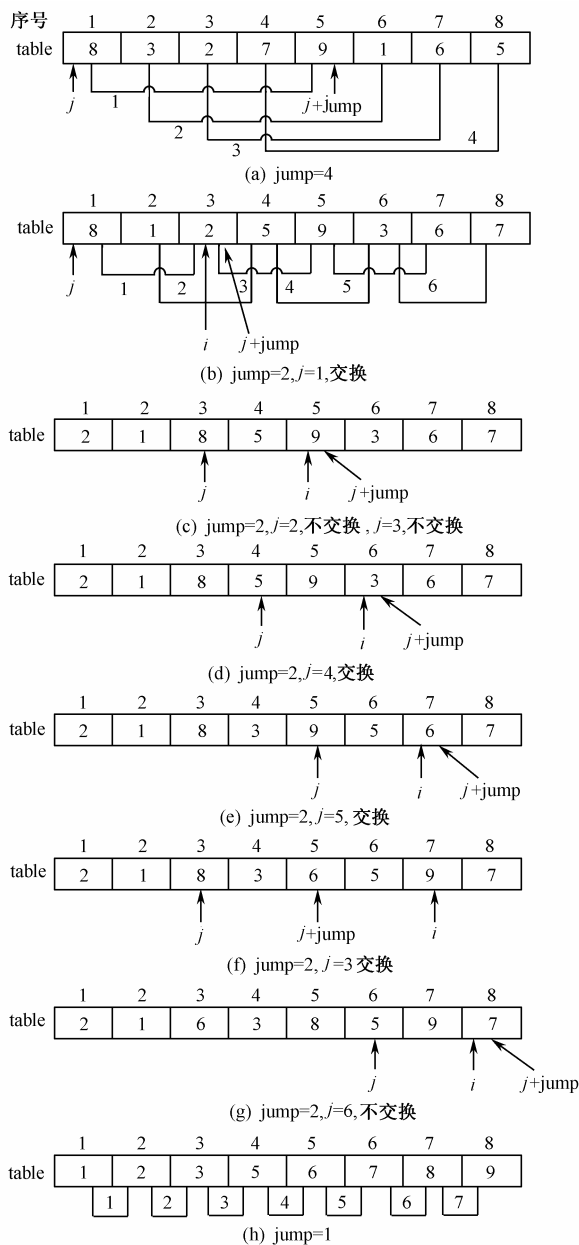 序号 1 2 3 4 5 6 7 8
table 8 3 2 7 9 1 6 5
j 1 j+jump
2
3 4
(a) jump=4
1 2 3 4 5 6 7 8
table 8 1 2 5 9 3 6 7
j 1 2 3 4 5 6
i j+jump
(b) jump=2,j=1,交换
1 2 3 4 5 6 7 8
table 2 1 8 5 9 3 6 7
j i j+jump
(c) jump=2,j=2,不交换,j=3,不交换
1 2 3 4 5 6 7 8
table 2 1 8 5 9 3 6 7
j i j+jump
(d) jump=2,j=4,交换
1 2 3 4 5 6 7 8
table 2 1 8 3 9 5 6 7
j i j+jump
(e) jump=2,j=5, 交换
1 2 3 4 5 6 7 8
table 2 1 8 3 6 5 9 7
j j+jump i
(f) jump=2, j=3 交换
1 2 3 4 5 6 7 8
table 2 1 6 3 8 5 9 7
j i j+jump
(g) jump=2,j=6,不交换
1 2 3 4 5 6 7 8
table 1 2 3 5 6 7 8 9
1 2 3 4 5 6 7
(h) jump=1